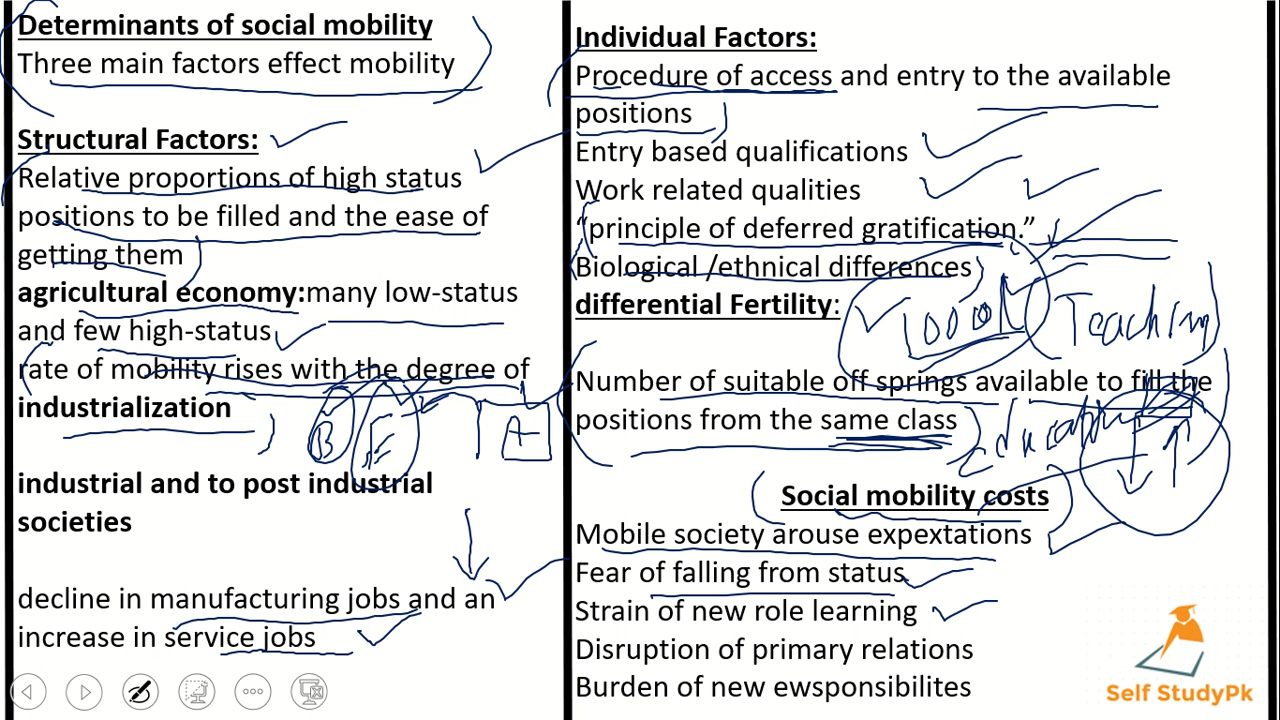 Determinants of social mobility
Three main factors effect mobility
Structural Factors:
Relative proportions of high status
positions to be filled and the ease of
getting them
agricultural economy:many low-status
and few high-status
rate of mobility rises with the degree of
industrialization
B E A
industrial and to post industrial
societies
decline in manufacturing jobs and an
increase in service jobs
Individual Factors:
Procedure of access and entry to the available
positions
Entry based qualifications
Work related qualities
“principle of deferred gratification.”
Biological /ethnical differences
differential Fertility:
Teaching
Number of suitable off springs available to fill the
positions from the same class
Social mobility costs
Mobile society arouse expextations
Fear of falling from status
Strain of new role learning
Disruption of primary relations
Burden of new ewsponsibilites
Self StudyPk